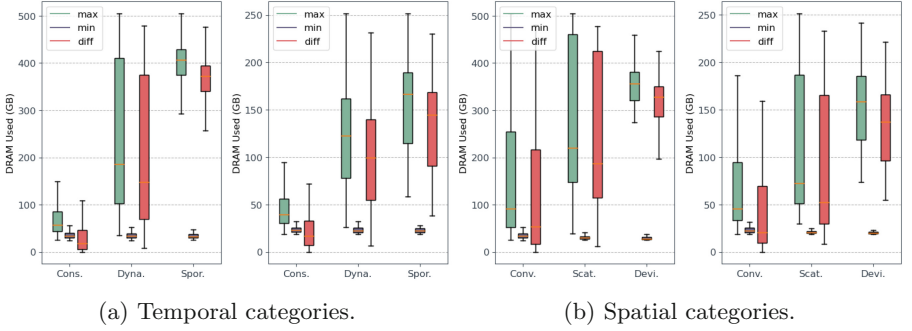 DRAM Used (GB)
500
400
300
200
100
0
max
min
diff
Cons.
Dyna.
Spor.
DRAM Used (GB)
250
200
150
100
50
0
max
min
diff
Cons.
Dyna.
Spor.
(a) Temporal categories.
DRAM Used (GB)
500
400
300
200
100
0
max
min
diff
Conv.
Scat.
Devi.
DRAM Used (GB)
250
200
150
100
50
0
max
min
diff
Conv.
Scat.
Devi.
(b) Spatial categories.